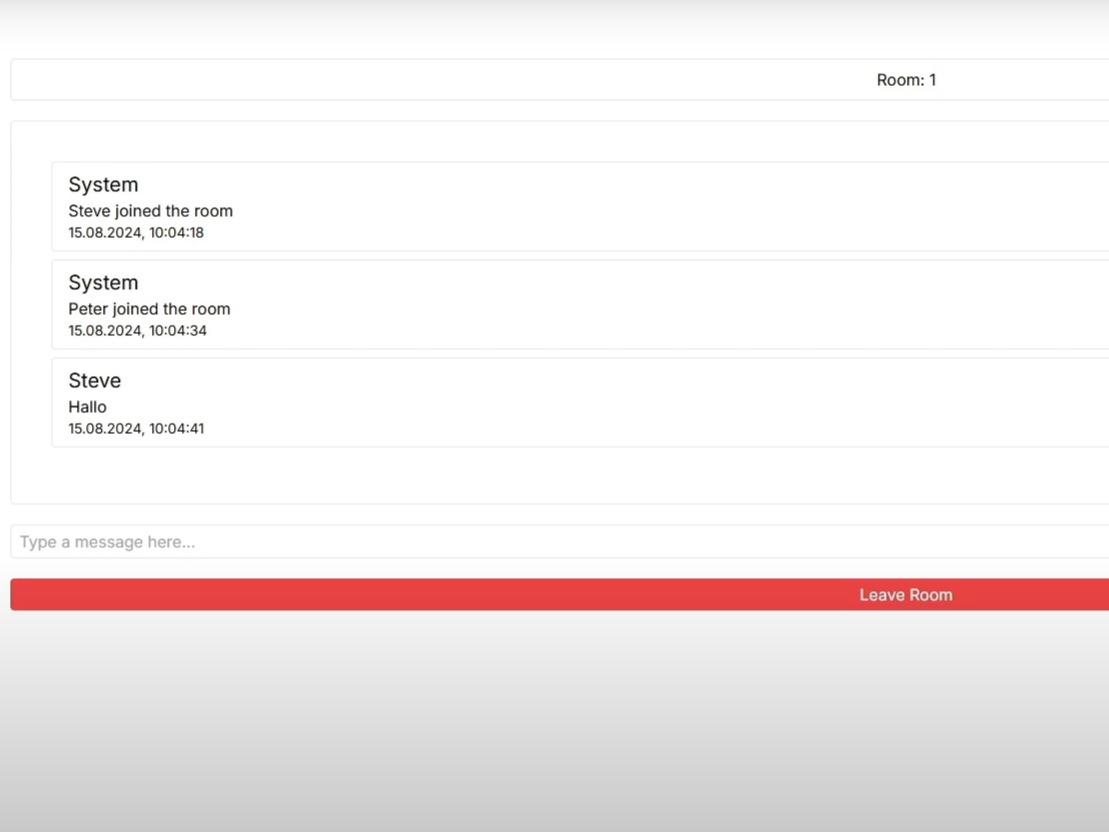 Room: 1
System
Steve joined the room
15.08.2024, 10:04:18
System
Peter joined the room
15.08.2024, 10:04:34
Steve
Hallo
15.08.2024, 10:04:41
Type a message here...
Leave Room